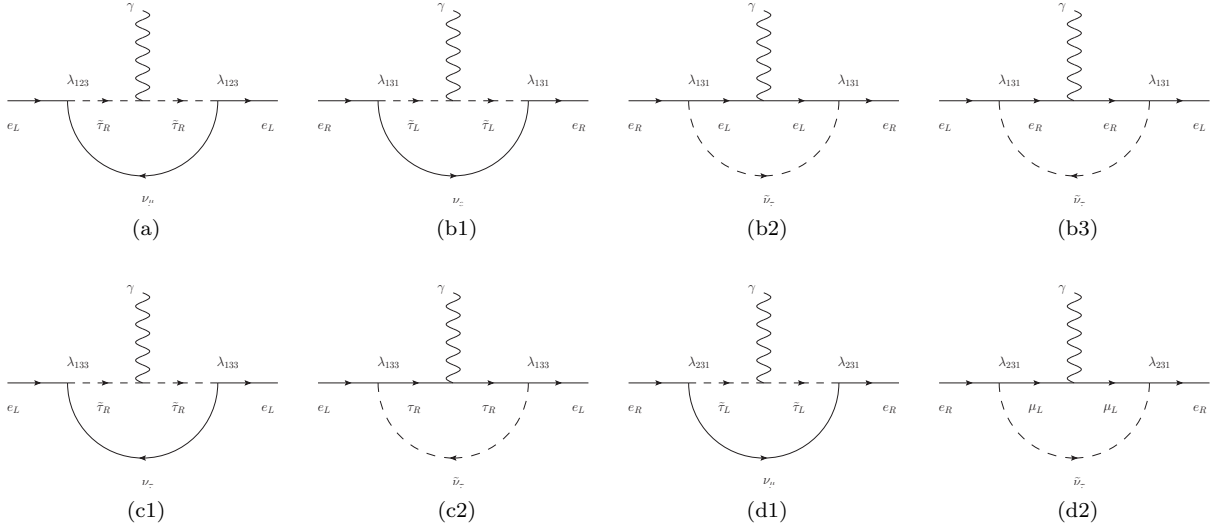 γ γ γ γ
λ₁₂₃ λ₁₂₃ λ₁₃₁ λ₁₃₁ λ₁₃₁ λ₁₃₁ λ₁₃₁ λ₁₃₁
e_L τ̃_R τ̃_R e_L e_R τ̃_L τ̃_L e_R e_R e_L e_L e_R e_L e_R e_R e_L
ν_μ ν̃_τ ν̃_τ
(a) (b1) (b2) (b3)
γ γ γ γ
λ₁₃₃ λ₁₃₃ λ₁₃₃ λ₁₃₃ λ₂₃₁ λ₂₃₁ λ₂₃₁ λ₂₃₁
e_L τ̃_R τ̃_R e_L e_L τ_R τ_R e_L e_R τ̃_L τ̃_L e_R e_R μ_L μ_L e_R
ν_τ ν̃_τ ν_μ ν̃_τ
(c1) (c2) (d1) (d2)